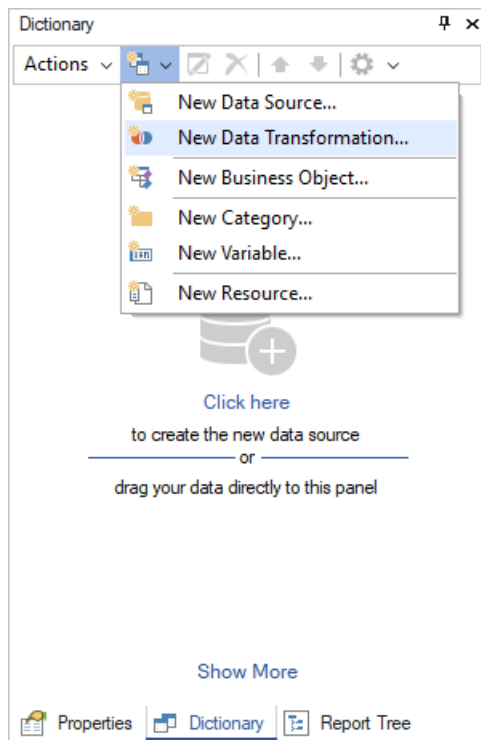 Dictionary
Actions
New Data Source...
New Data Transformation...
New Business Object...
New Category...
New Variable...
New Resource...
Click here
to create the new data source
or
drag your data directly to this panel
Show More
Properties Dictionary Report Tree